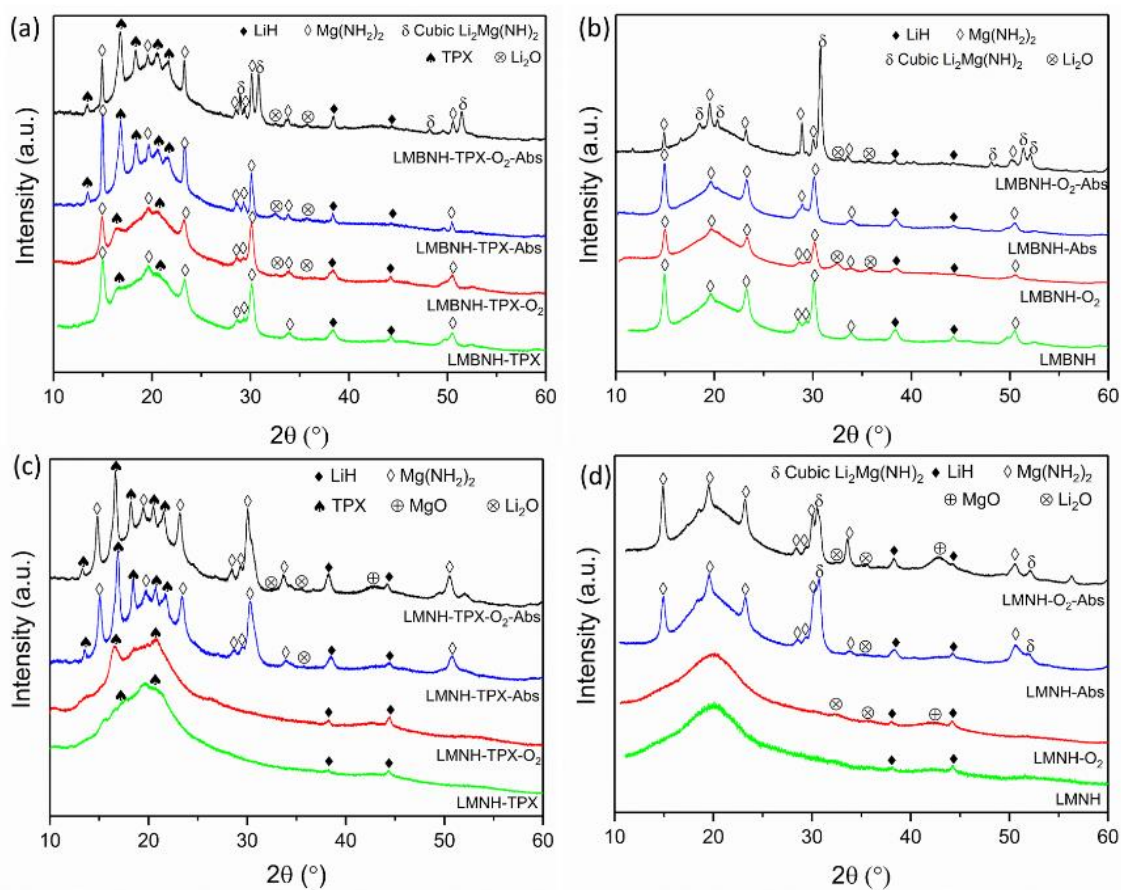 (a)
♦ LiH ◊ Mg(NH₂)₂ δ Cubic Li₂Mg(NH)₂
♠ TPX ⊗ Li₂O
LMBNH-TPX-O₂-Abs
LMBNH-TPX-Abs
LMBNH-TPX-O₂
LMBNH-TPX
Intensity (a.u.)
10 20 30 40 50 60
2θ (°)
(b)
♦ LiH ◊ Mg(NH₂)₂
δ Cubic Li₂Mg(NH)₂ ⊗ Li₂O
LMBNH-O₂-Abs
LMBNH-Abs
LMBNH-O₂
LMBNH
Intensity (a.u.)
10 20 30 40 50 60
2θ (°)
(c)
♦ LiH ◊ Mg(NH₂)₂
♠ TPX ⊕ MgO ⊗ Li₂O
LMNH-TPX-O₂-Abs
LMNH-TPX-Abs
LMNH-TPX-O₂
LMNH-TPX
Intensity (a.u.)
10 20 30 40 50 60
2θ (°)
(d)
δ Cubic Li₂Mg(NH)₂ ♦ LiH ◊ Mg(NH₂)₂
⊕ MgO ⊗ Li₂O
LMNH-O₂-Abs
LMNH-Abs
LMNH-O₂
LMNH
Intensity (a.u.)
10 20 30 40 50 60
2θ (°)